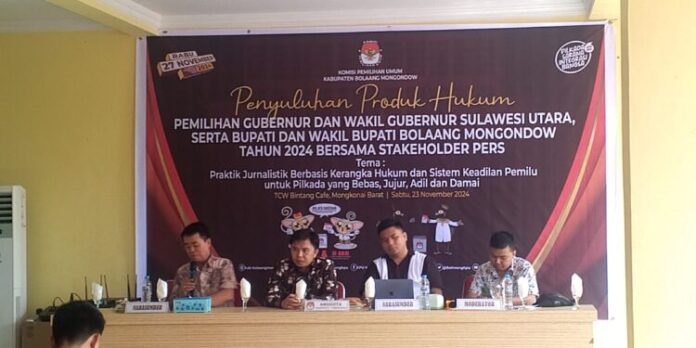 RABU
27 NOVEMBER
2024
KOMISI PEMILIHAN UMUM
KABUPATEN BOLAANG MONGONDOW
Penyuluhan Produk Hukum
PEMILIHAN GUBERNUR DAN WAKIL GUBERNUR SULAWESI UTARA,
SERTA BUPATI DAN WAKIL BUPATI BOLAANG MONGONDOW
TAHUN 2024 BERSAMA STAKEHOLDER PERS
Tema :
Praktik Jurnalistik Berbasis Kerangka Hukum dan Sistem Keadilan Pemilu
untuk Pilkada yang Bebas, Jujur, Adil dan Damai
TCW Bintang Cafe, Mongkonai Barat | Sabtu, 23 November 2024
NARASUMBER
ANGGOTA
NARASUMBER
MODERATOR